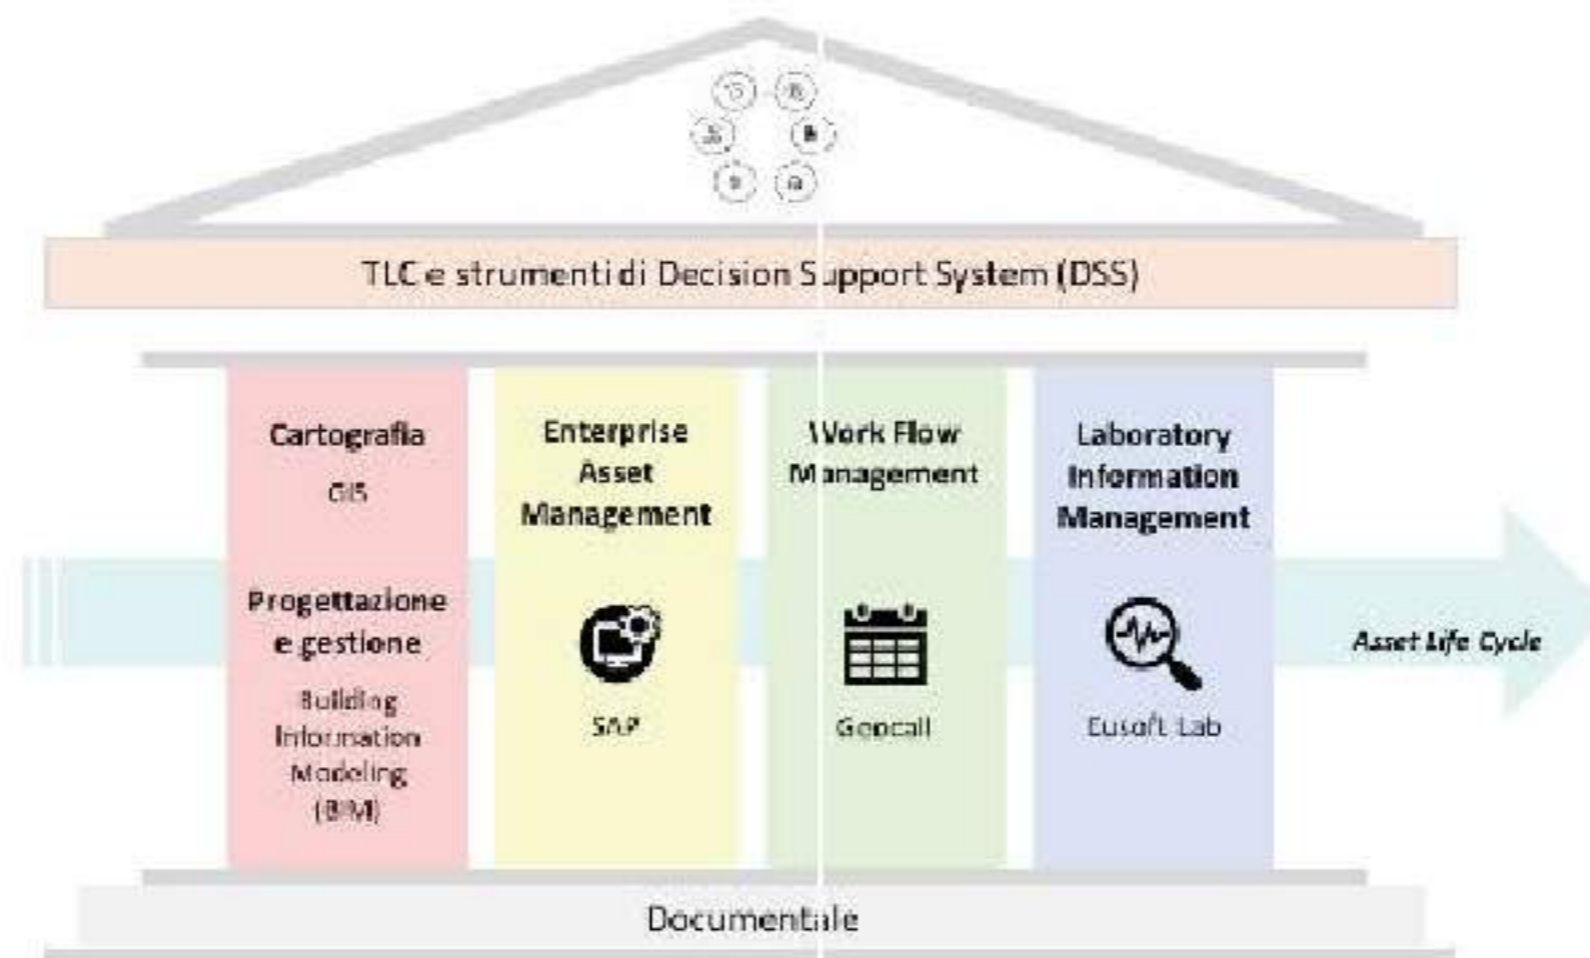 TLC e strumenti di Decision Support System (DSS)
Cartografia
GIS
Progettazione
e gestione
Building
Information
Modeling
(BIM)
Enterprise
Asset
Management
SAP
Work Flow
Management
Geocall
Laboratory
Information
Management
Eusoft Lab
Asset Life Cycle
Documentale